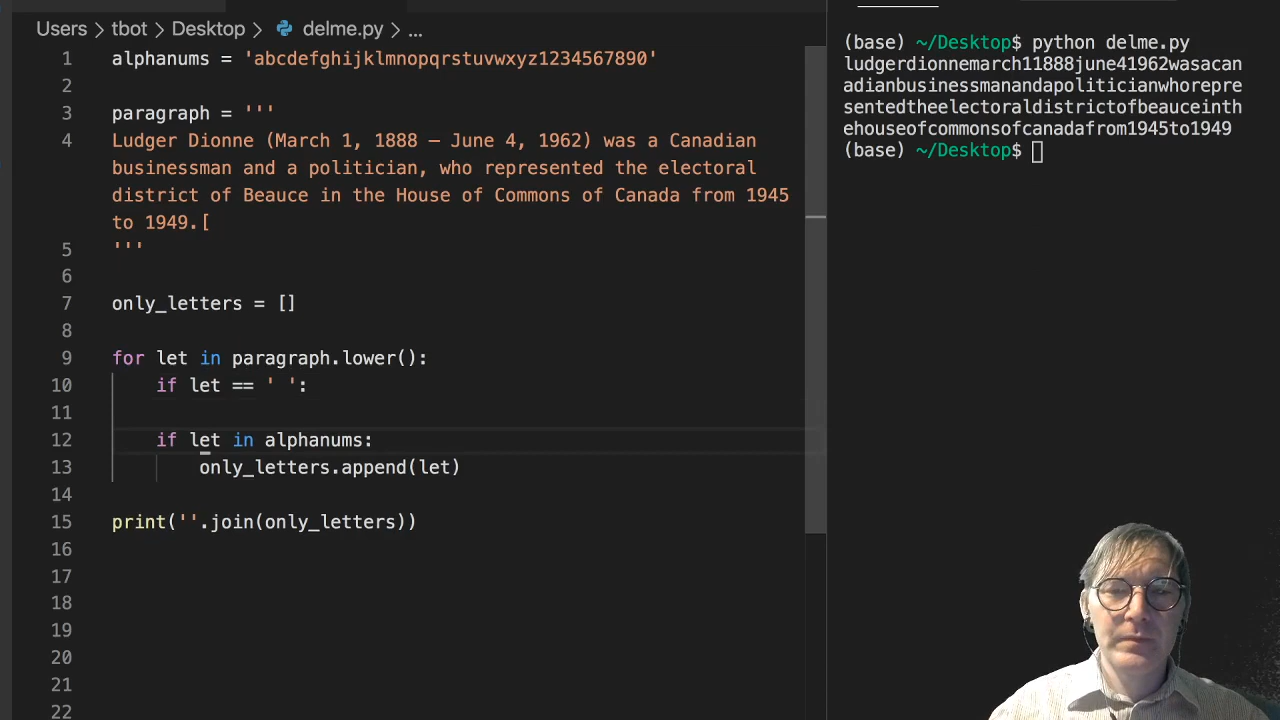 Users > tbot > Desktop > delme.py > ...
1 alphanums = 'abcdefghijklmnopqrstuvwxyz1234567890'
2
3 paragraph = '''
4 Ludger Dionne (March 1, 1888 – June 4, 1962) was a Canadian
businessman and a politician, who represented the electoral
district of Beauce in the House of Commons of Canada from 1945
to 1949.[
5 '''
6
7 only_letters = []
8
9 for let in paragraph.lower():
10 if let == ' ':
11
12 if let in alphanums:
13 only_letters.append(let)
14
15 print(''.join(only_letters))
16
17
18
19
20
21
22
(base) ~/Desktop$ python delme.py
ludgerdionnemarch11888june41962wasacan
adianbusinessmanandapoliticianwhorepre
sentedtheelectoraldistrictofbeauceinth
ehouseofcommonsofcanadafrom1945to1949
(base) ~/Desktop$